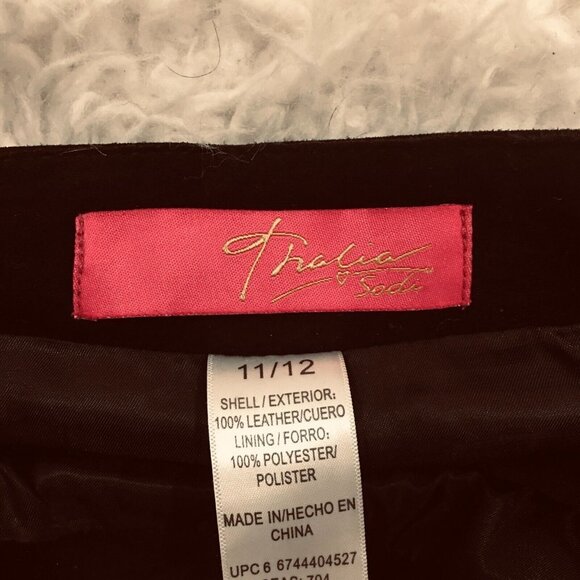 Thalia
Sodi
11/12
SHELL/EXTERIOR:
100% LEATHER/CUERO
LINING/FORRO:
100% POLYESTER/
POLISTER
MADE IN/HECHO EN
CHINA
UPC 6 6744404527